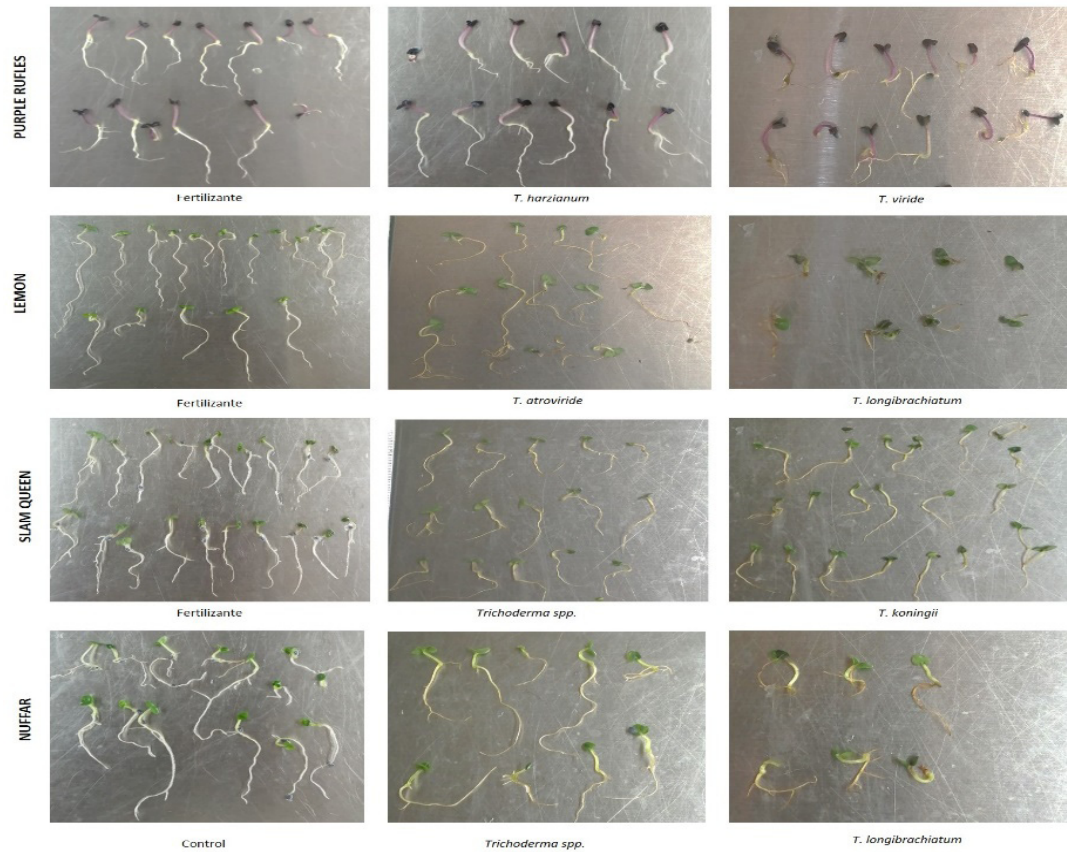 PURPLE RUFLES
Fertilizante
T. harzianum
T. viride
LEMON
Fertilizante
T. atroviride
T. longibrachiatum
SLAM QUEEN
Fertilizante
Trichoderma spp.
T. koningii
NUFFAR
Control
Trichoderma spp.
T. longibrachiatum